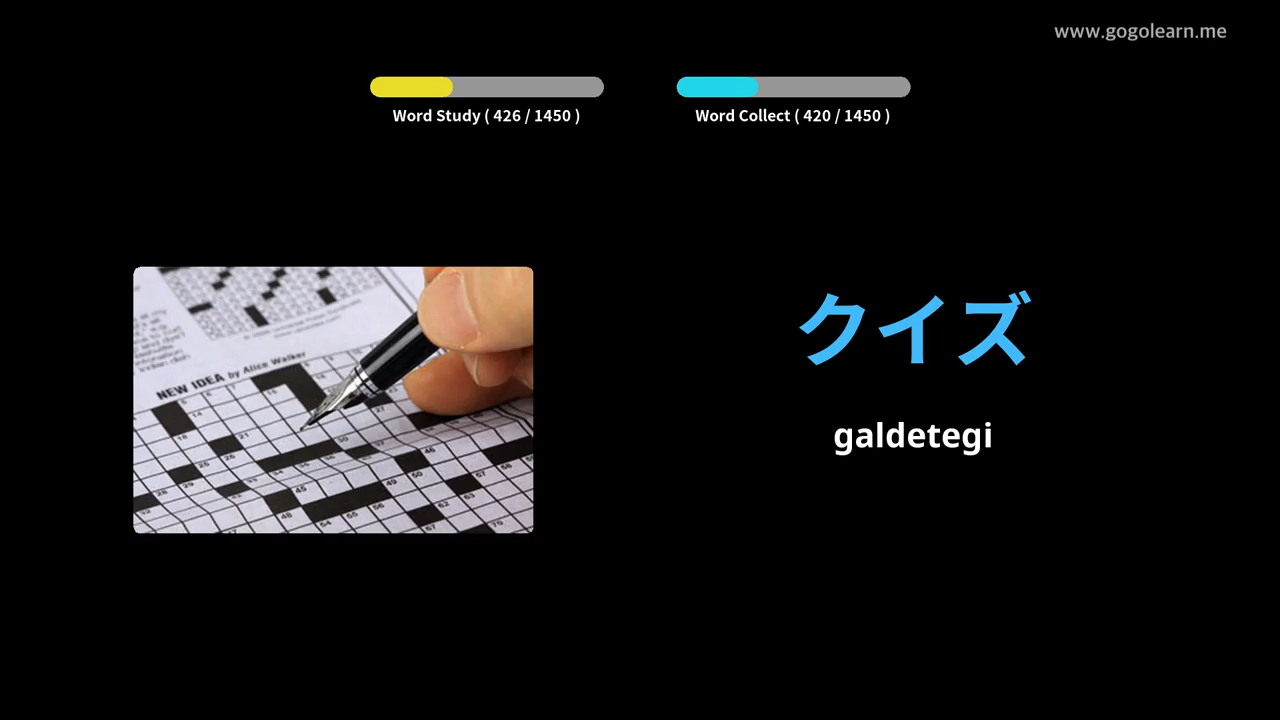 www.gogolearn.me
Word Study ( 426 / 1450 )
Word Collect ( 420 / 1450 )
NEW IDEA by Alice Walker
クイズ
galdetegi